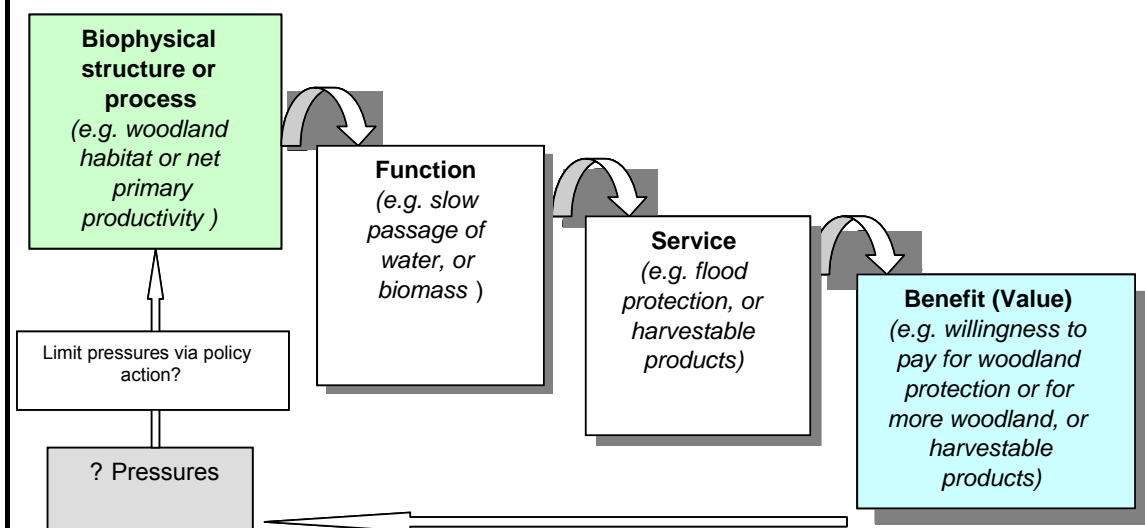 Biophysical
structure or
process
(e.g. woodland
habitat or net
primary
productivity )
Function
(e.g. slow
passage of
water, or
biomass )
Service
(e.g. flood
protection, or
harvestable
products)
Benefit (Value)
(e.g. willingness to
pay for woodland
protection or for
more woodland, or
harvestable
products)
Limit pressures via policy
action?
? Pressures